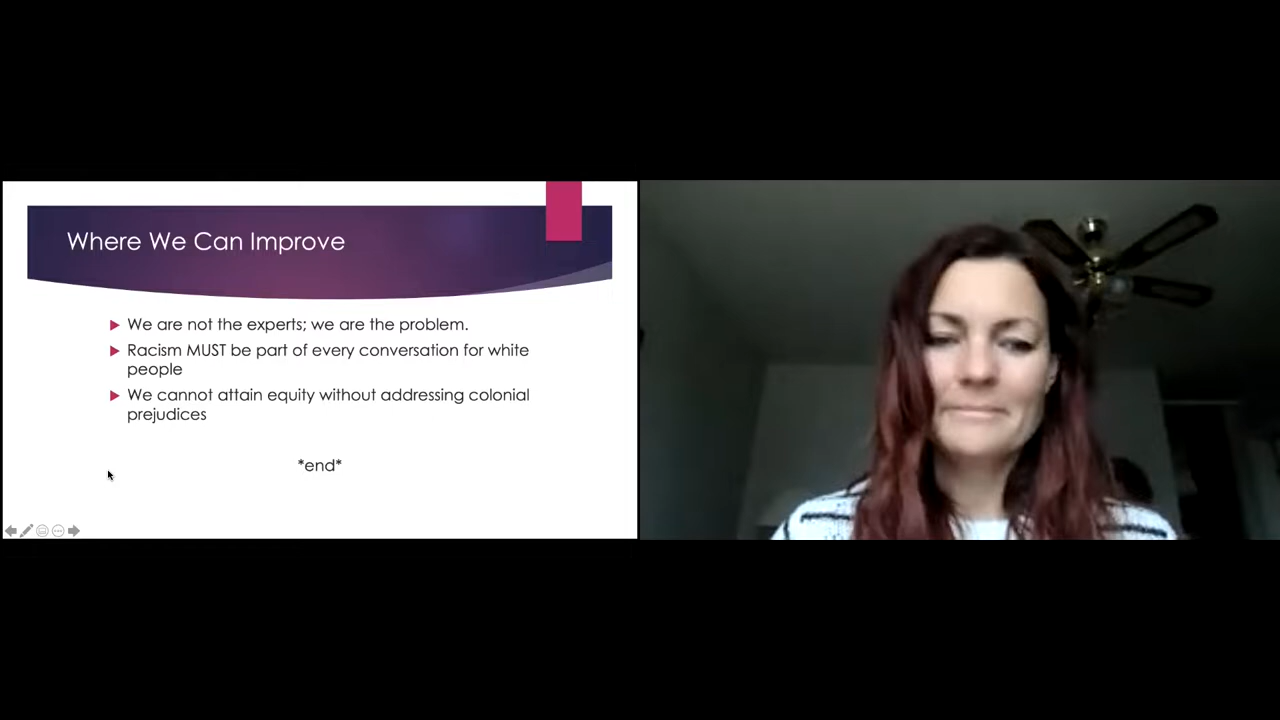 Where We Can Improve
We are not the experts; we are the problem.
Racism MUST be part of every conversation for white
people
We cannot attain equity without addressing colonial
prejudices
*end*